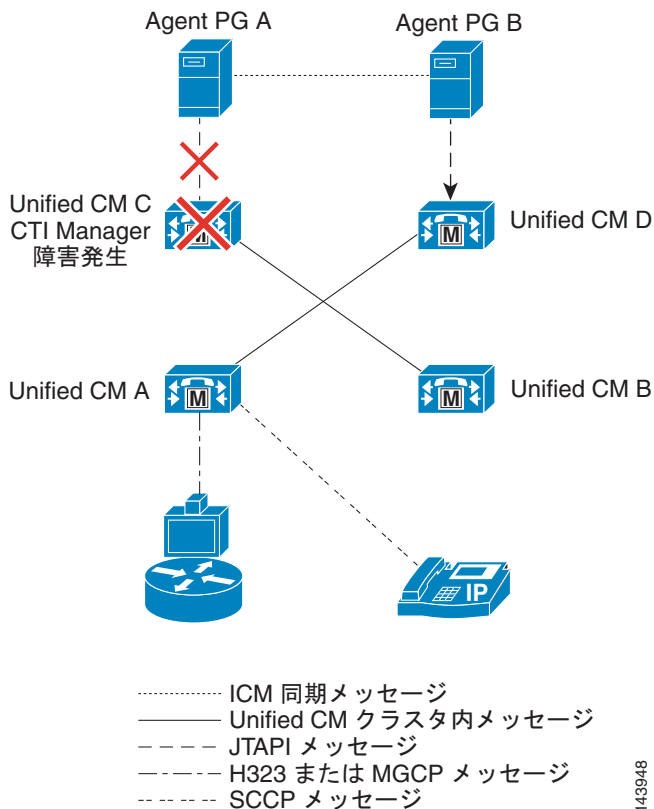 Agent PG A
Agent PG B
Unified CM C
CTI Manager
障害発生
M
M
Unified CM D
Unified CM A
M
M
Unified CM B
IP
ICM 同期メッセージ
Unified CM クラスタ内メッセージ
JTAPI メッセージ
H323 または MGCP メッセージ
SCCP メッセージ
143948